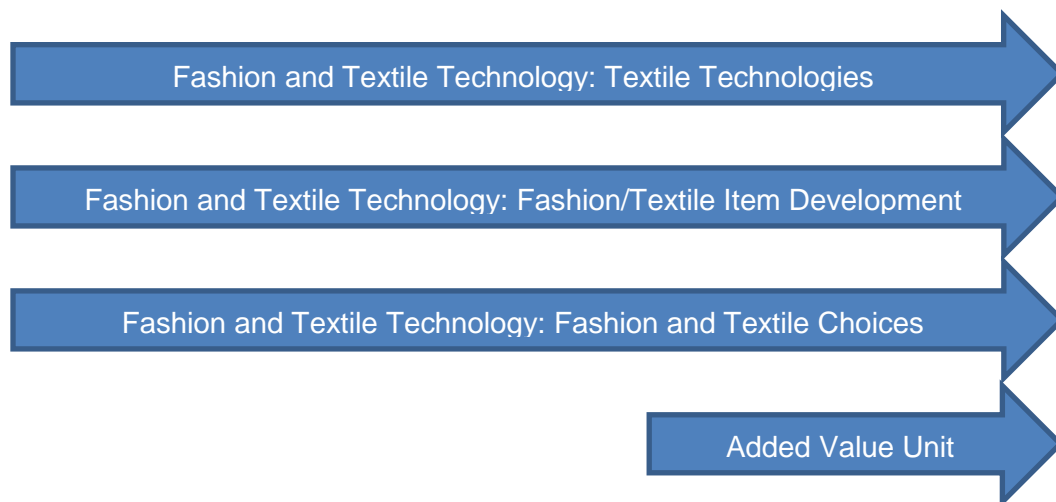 Fashion and Textile Technology: Textile Technologies
Fashion and Textile Technology: Fashion/Textile Item Development
Fashion and Textile Technology: Fashion and Textile Choices
Added Value Unit